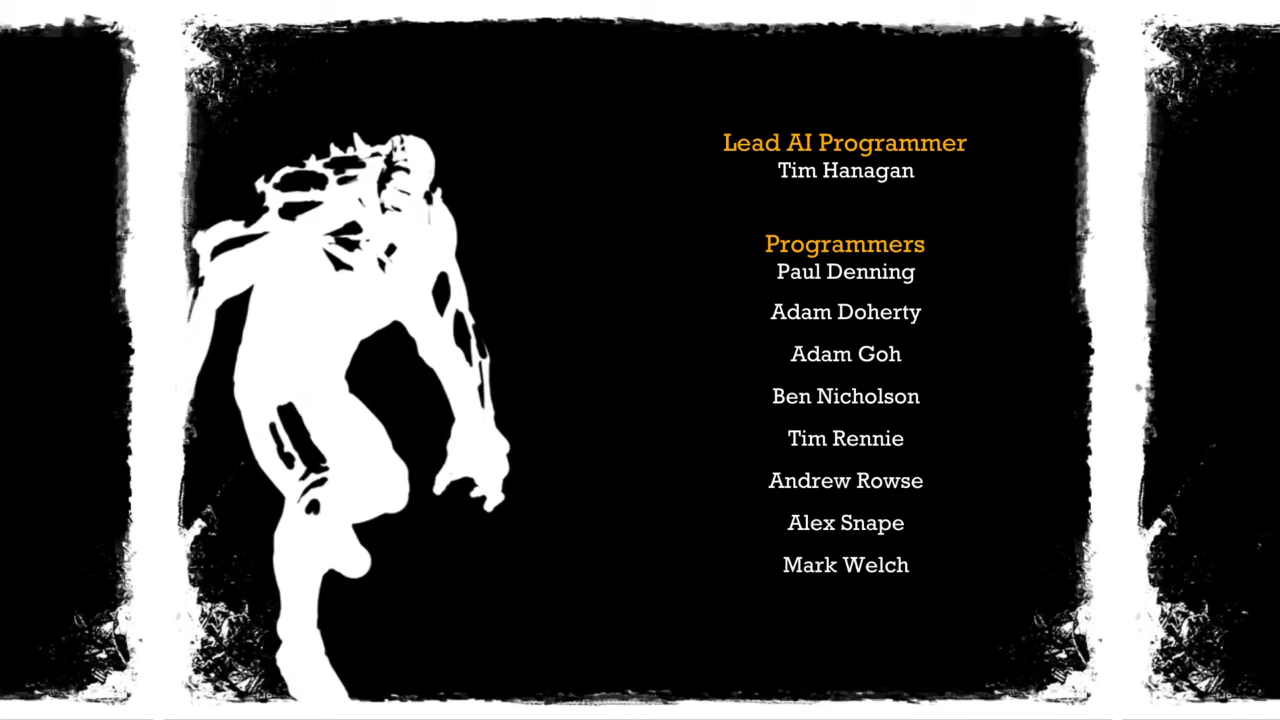 Lead AI Programmer
Tim Hanagan
Programmers
Paul Denning
Adam Doherty
Adam Goh
Ben Nicholson
Tim Rennie
Andrew Rowse
Alex Snape
Mark Welch